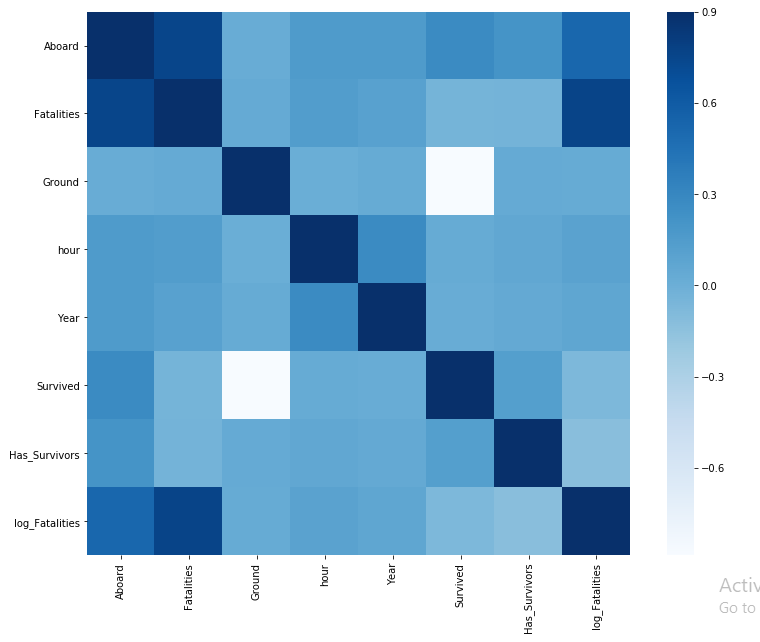 Aboard
Fatalities
Ground
hour
Year
Survived
Has_Survivors
log_Fatalities
Aboard
Fatalities
Ground
hour
Year
Survived
Has_Survivors
log_Fatalities
0.9
0.6
0.3
0.0
−0.3
−0.6
Activ
Go to